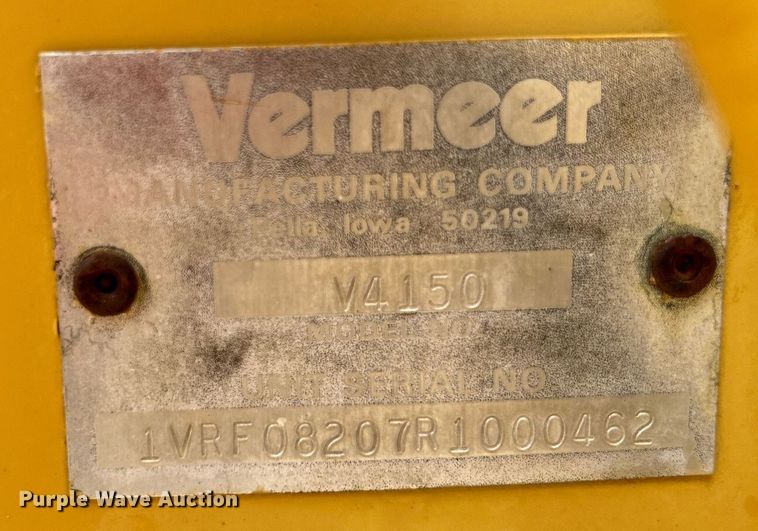 Vermeer
MANUFACTURING COMPANY
Pella Iowa 50219
V4150
MODEL NO.
UNIT SERIAL NO.
1VRF08207R1000462
Purple Wave Auction